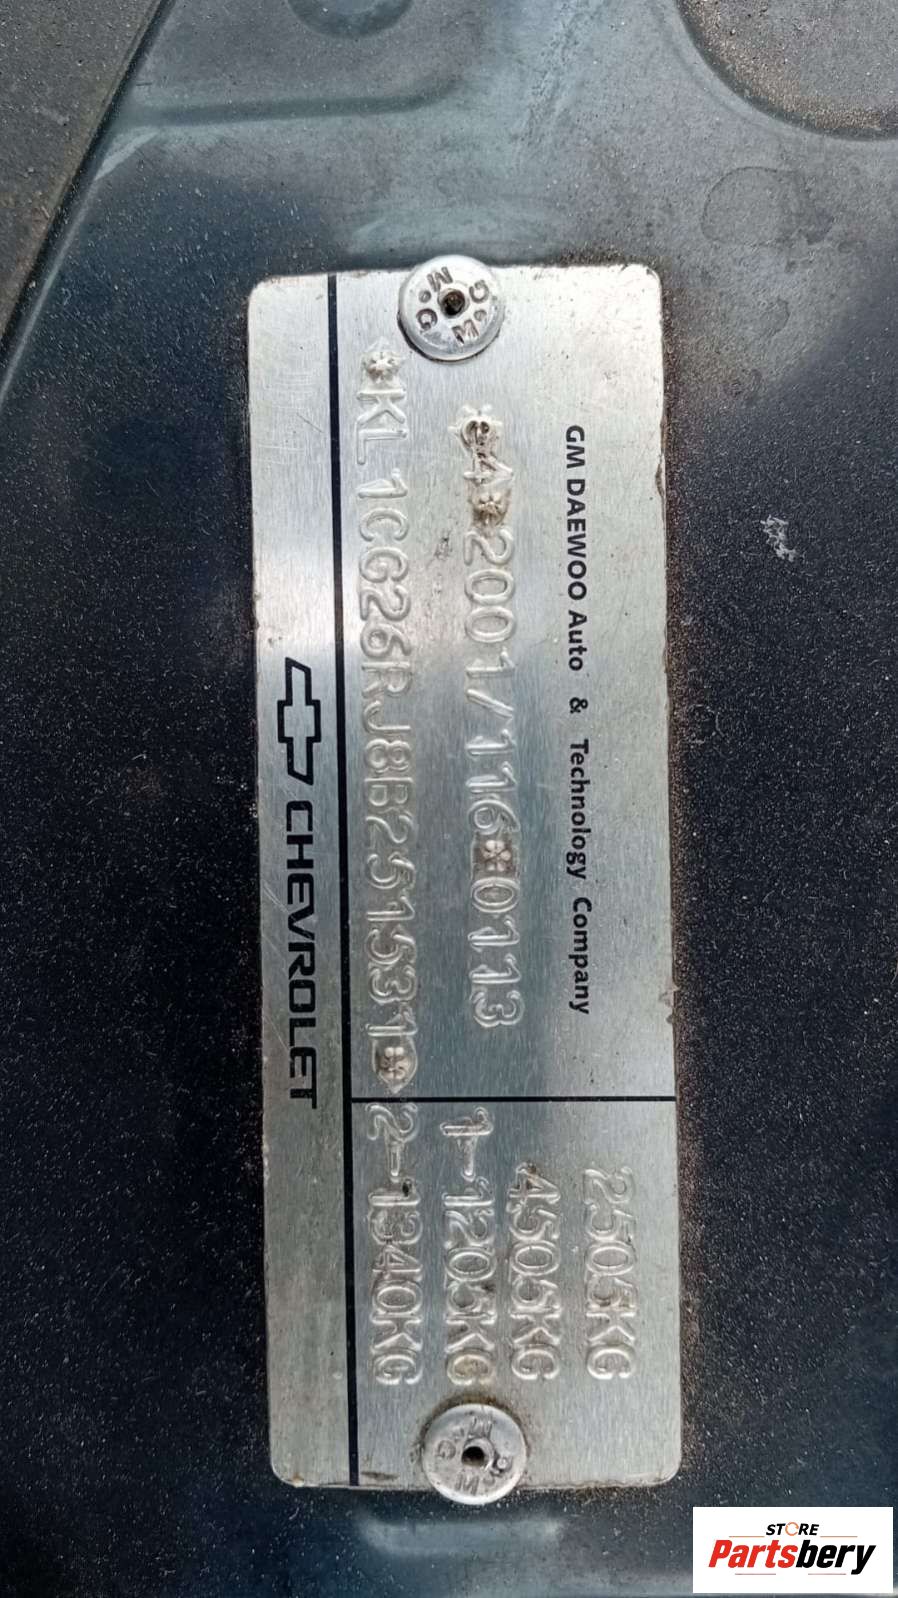 GM DAEWOO Auto & Technology Company
*e4*2001/116*0113
*KL1CG26RJ8B251531*
2505KG
4505KG
1-1205KG
2-1340KG
CHEVROLET
G M G M
STORE
Partsbery